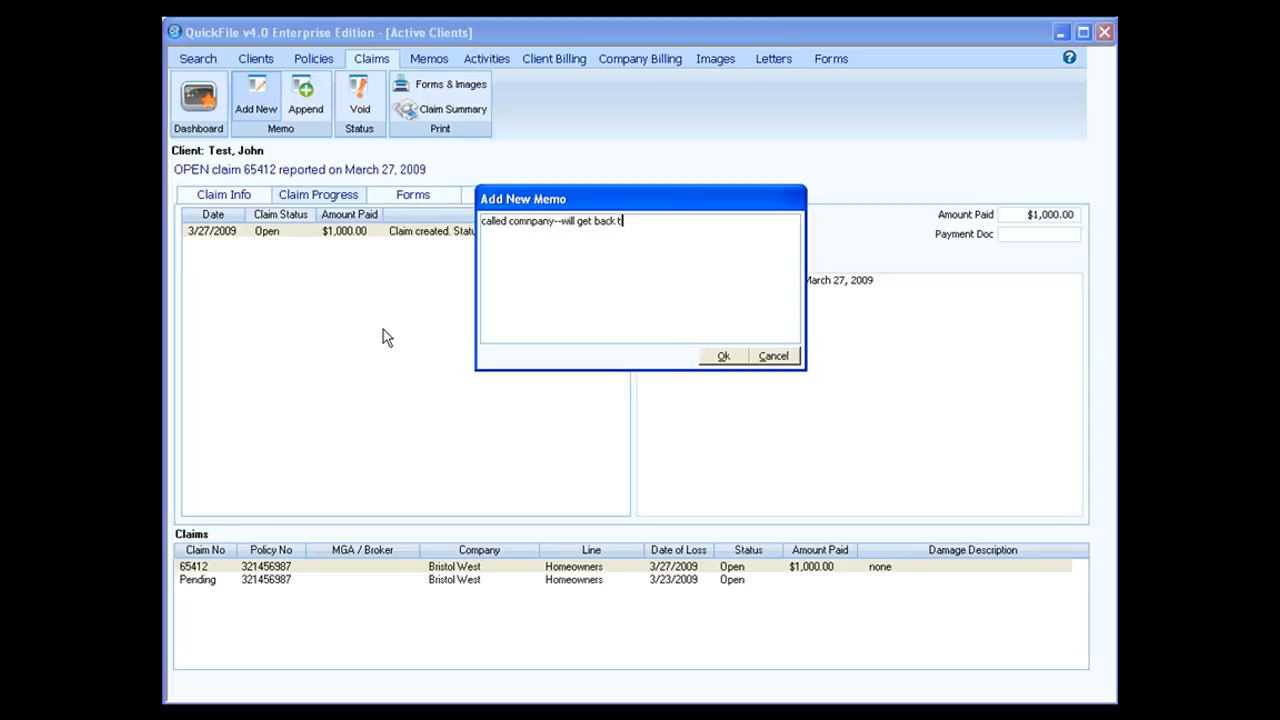 QuickFile v4.0 Enterprise Edition - [Active Clients]
Search Clients Policies Claims Memos Activities Client Billing Company Billing Images Letters Forms
Forms & Images
Dashboard Add New Append Void Claim Summary
Memo Status Print
Client: Test, John
OPEN claim 65412 reported on March 27, 2009
Claim Info Claim Progress Forms
Add New Memo
Date Claim Status Amount Paid
3/27/2009 Open $1,000.00 Claim created. Statu
called comnpany--will get back t
Ok Cancel
Amount Paid $1,000.00
Payment Doc
March 27, 2009
Claims
Claim No Policy No MGA / Broker Company Line Date of Loss Status Amount Paid Damage Description
65412 321456987 Bristol West Homeowners 3/27/2009 Open $1,000.00 none
Pending 321456987 Bristol West Homeowners 3/23/2009 Open